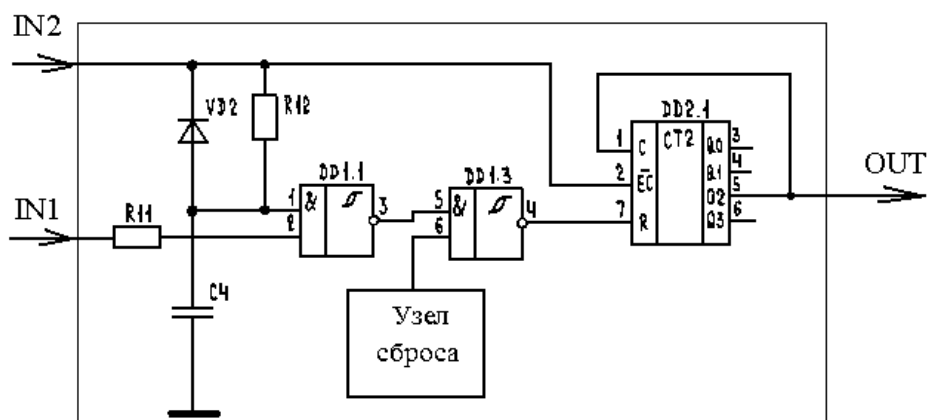 IN2
VD2
R12
IN1
R11
C4
DD1.1
1
2
&
3
DD1.3
5
6
&
4
Узел
сброса
DD2.1
1
2
7
C
EC
R
CT2
Q0
Q1
Q2
Q3
3
4
5
6
OUT